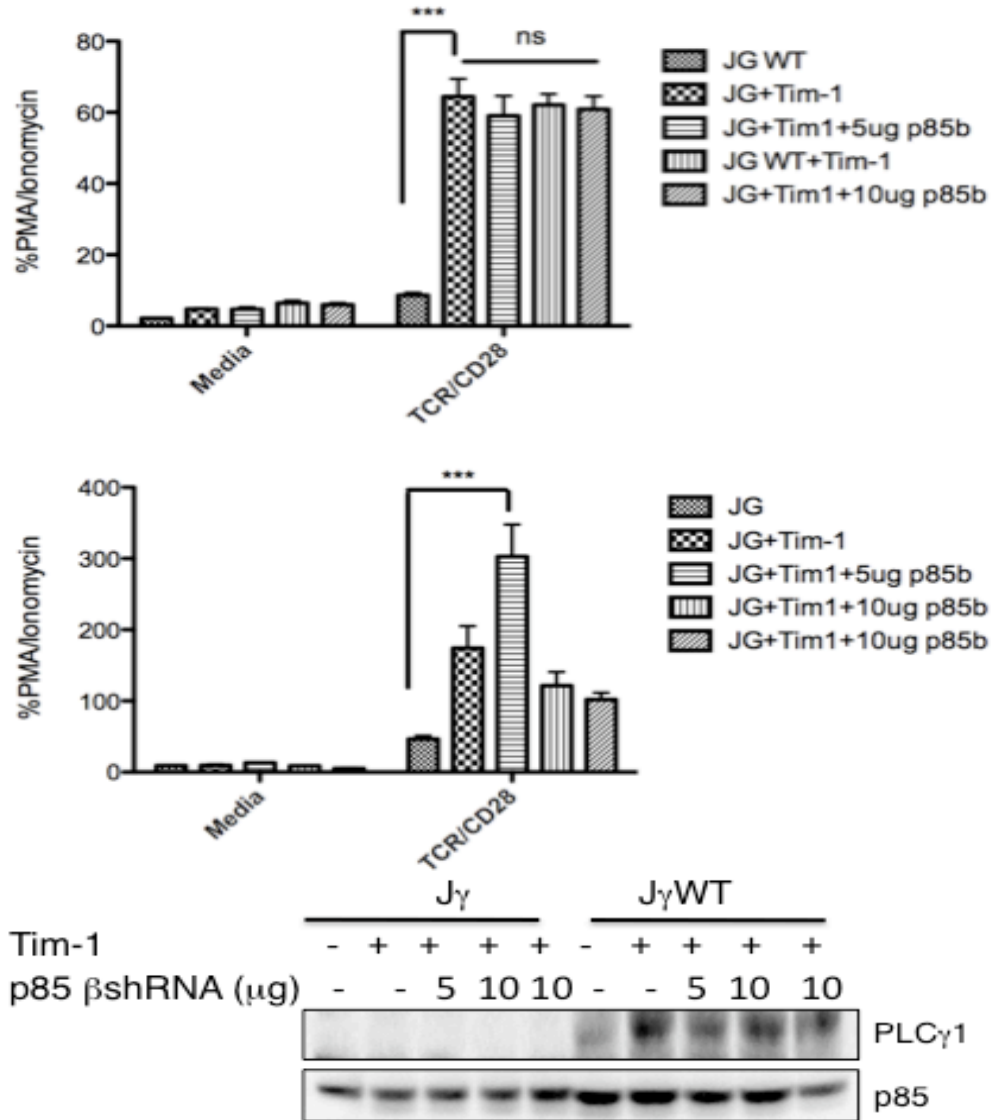 ***
ns
80
60
40
20
0
%PMA/Ionomycin
Media
TCR/CD28
JG WT
JG+Tim-1
JG+Tim1+5ug p85b
JG WT+Tim-1
JG+Tim1+10ug p85b
***
400
300
200
100
0
%PMA/Ionomycin
Media
TCR/CD28
JG
JG+Tim-1
JG+Tim1+5ug p85b
JG+Tim1+10ug p85b
JG+Tim1+10ug p85b
Jγ JγWT
Tim-1 - + + + + - + + + +
p85 βshRNA (μg) - - 5 10 10 - - 5 10 10
PLCγ1
p85